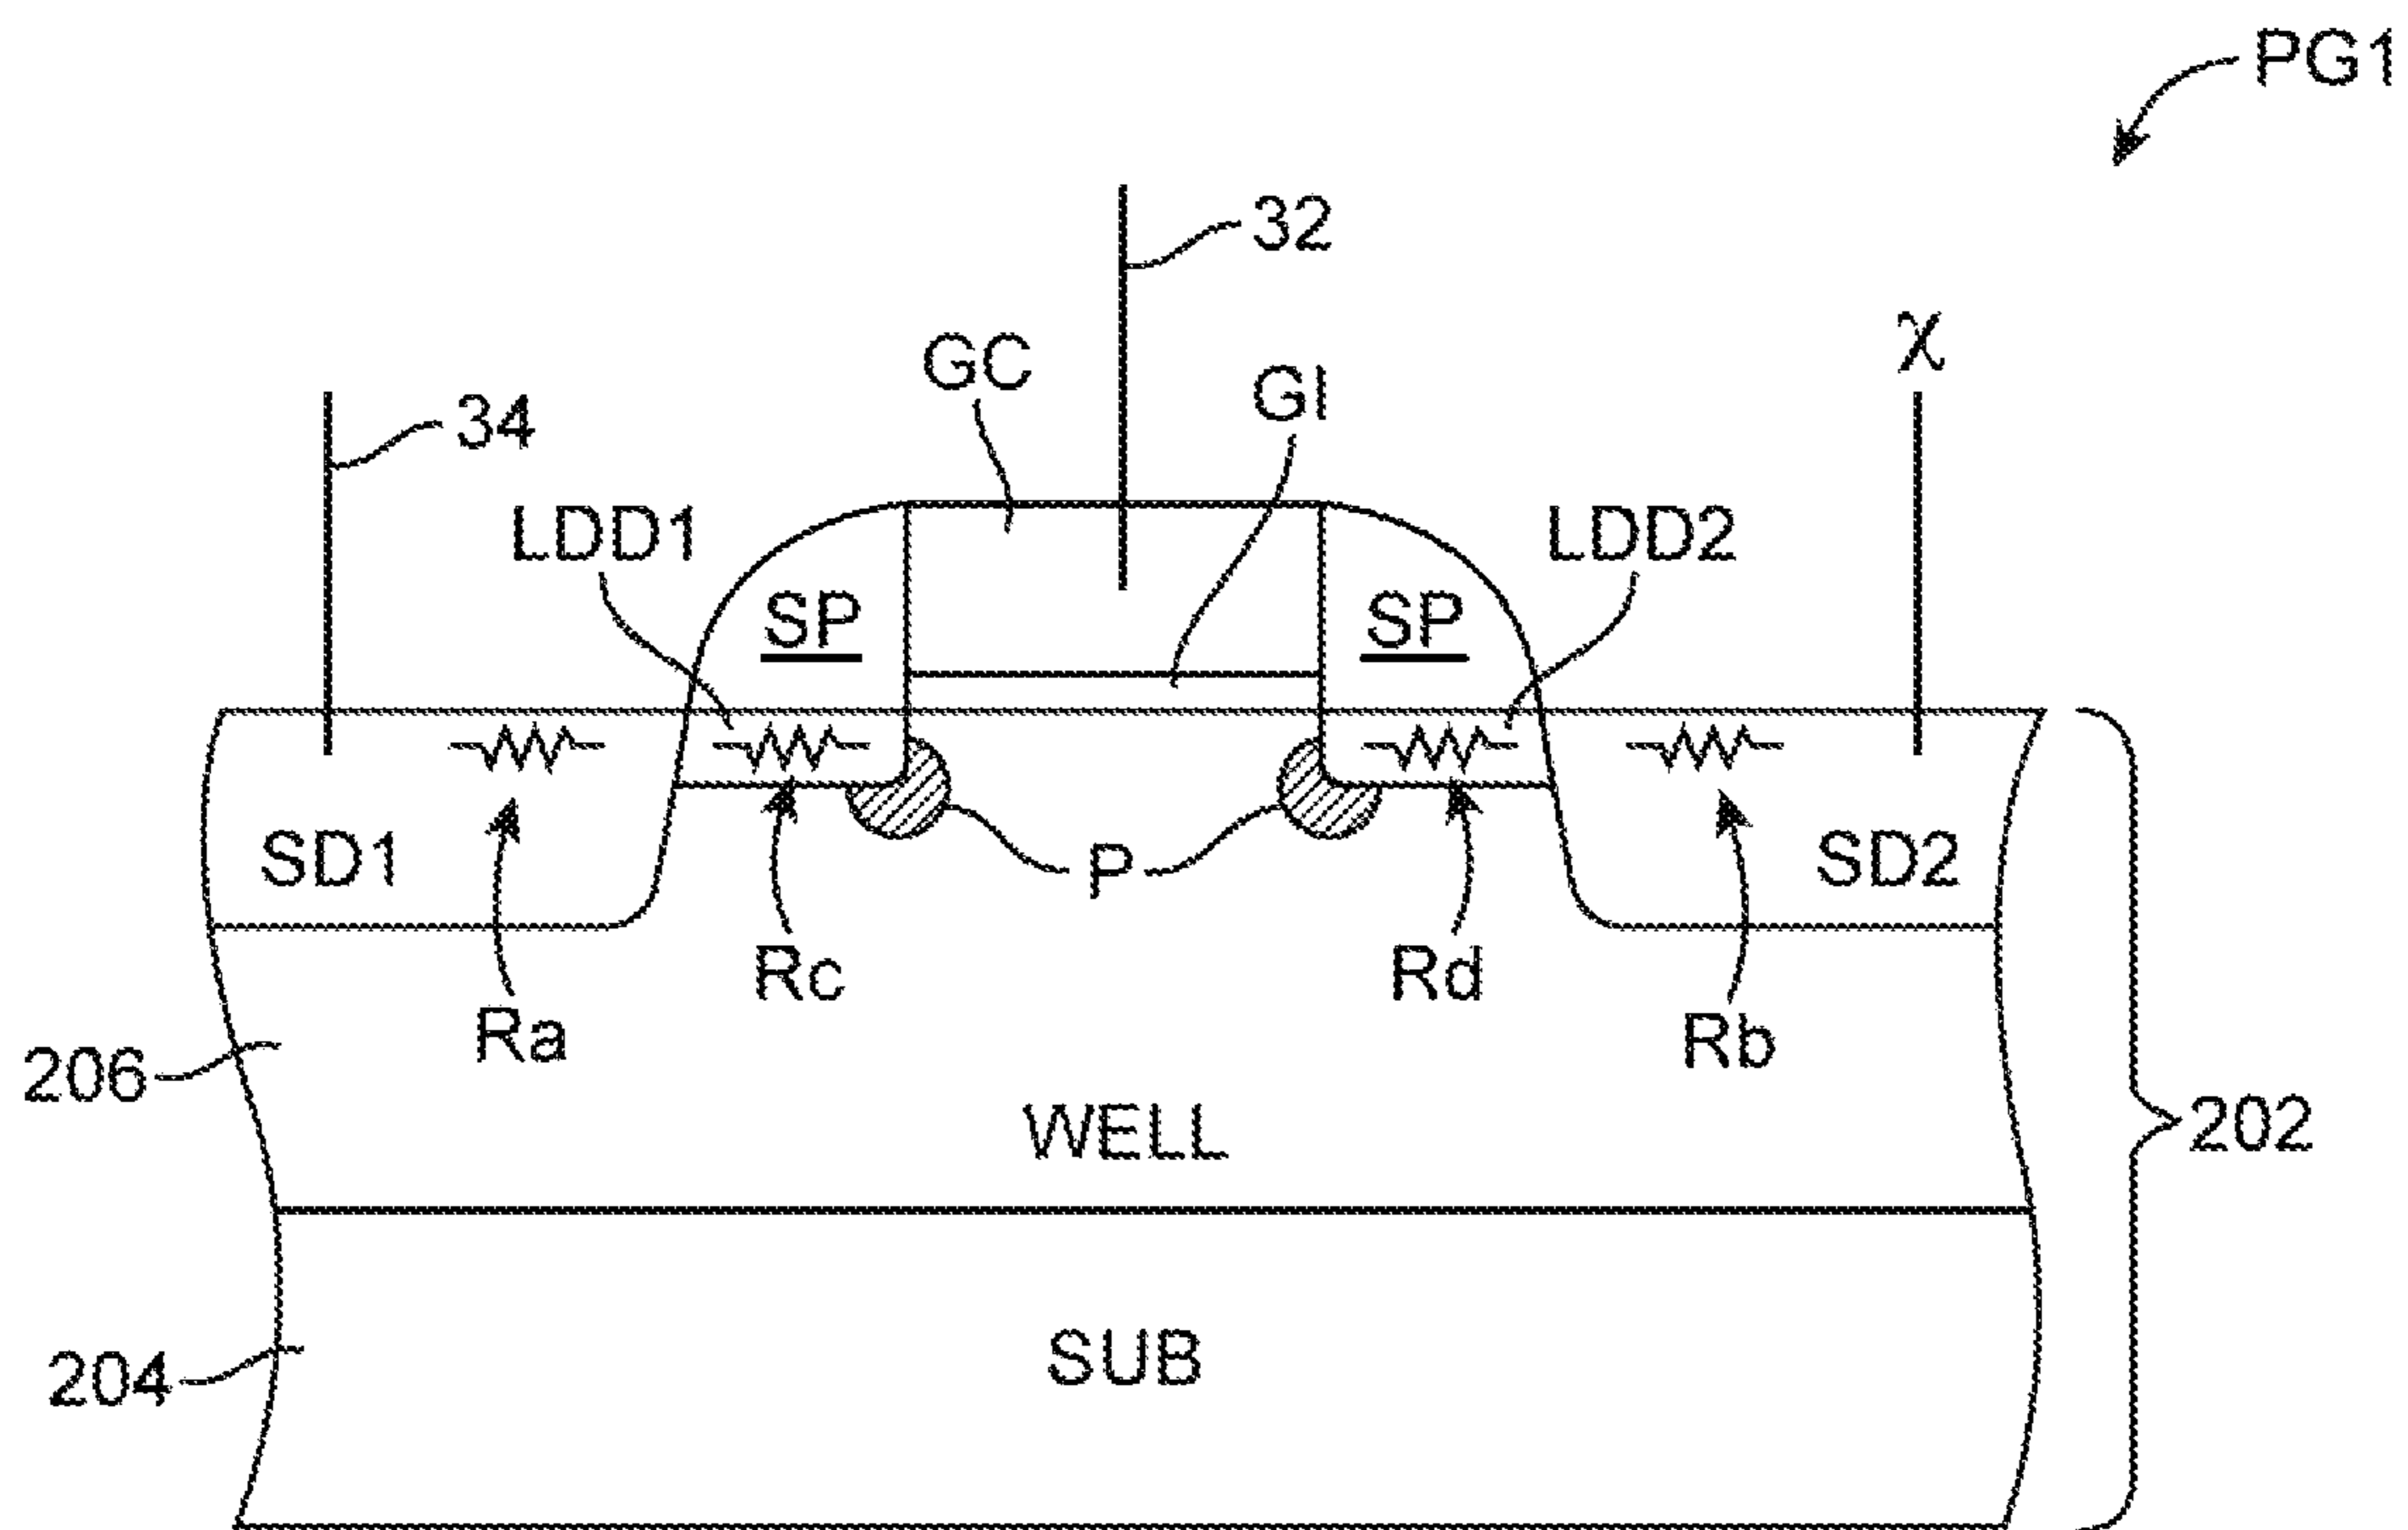 PG1
32
χ
GC
GI
34
LDD1
LDD2
SP
SP
SD1
P
SD2
Rc
Rd
Ra
Rb
206
WELL
202
SUB
204